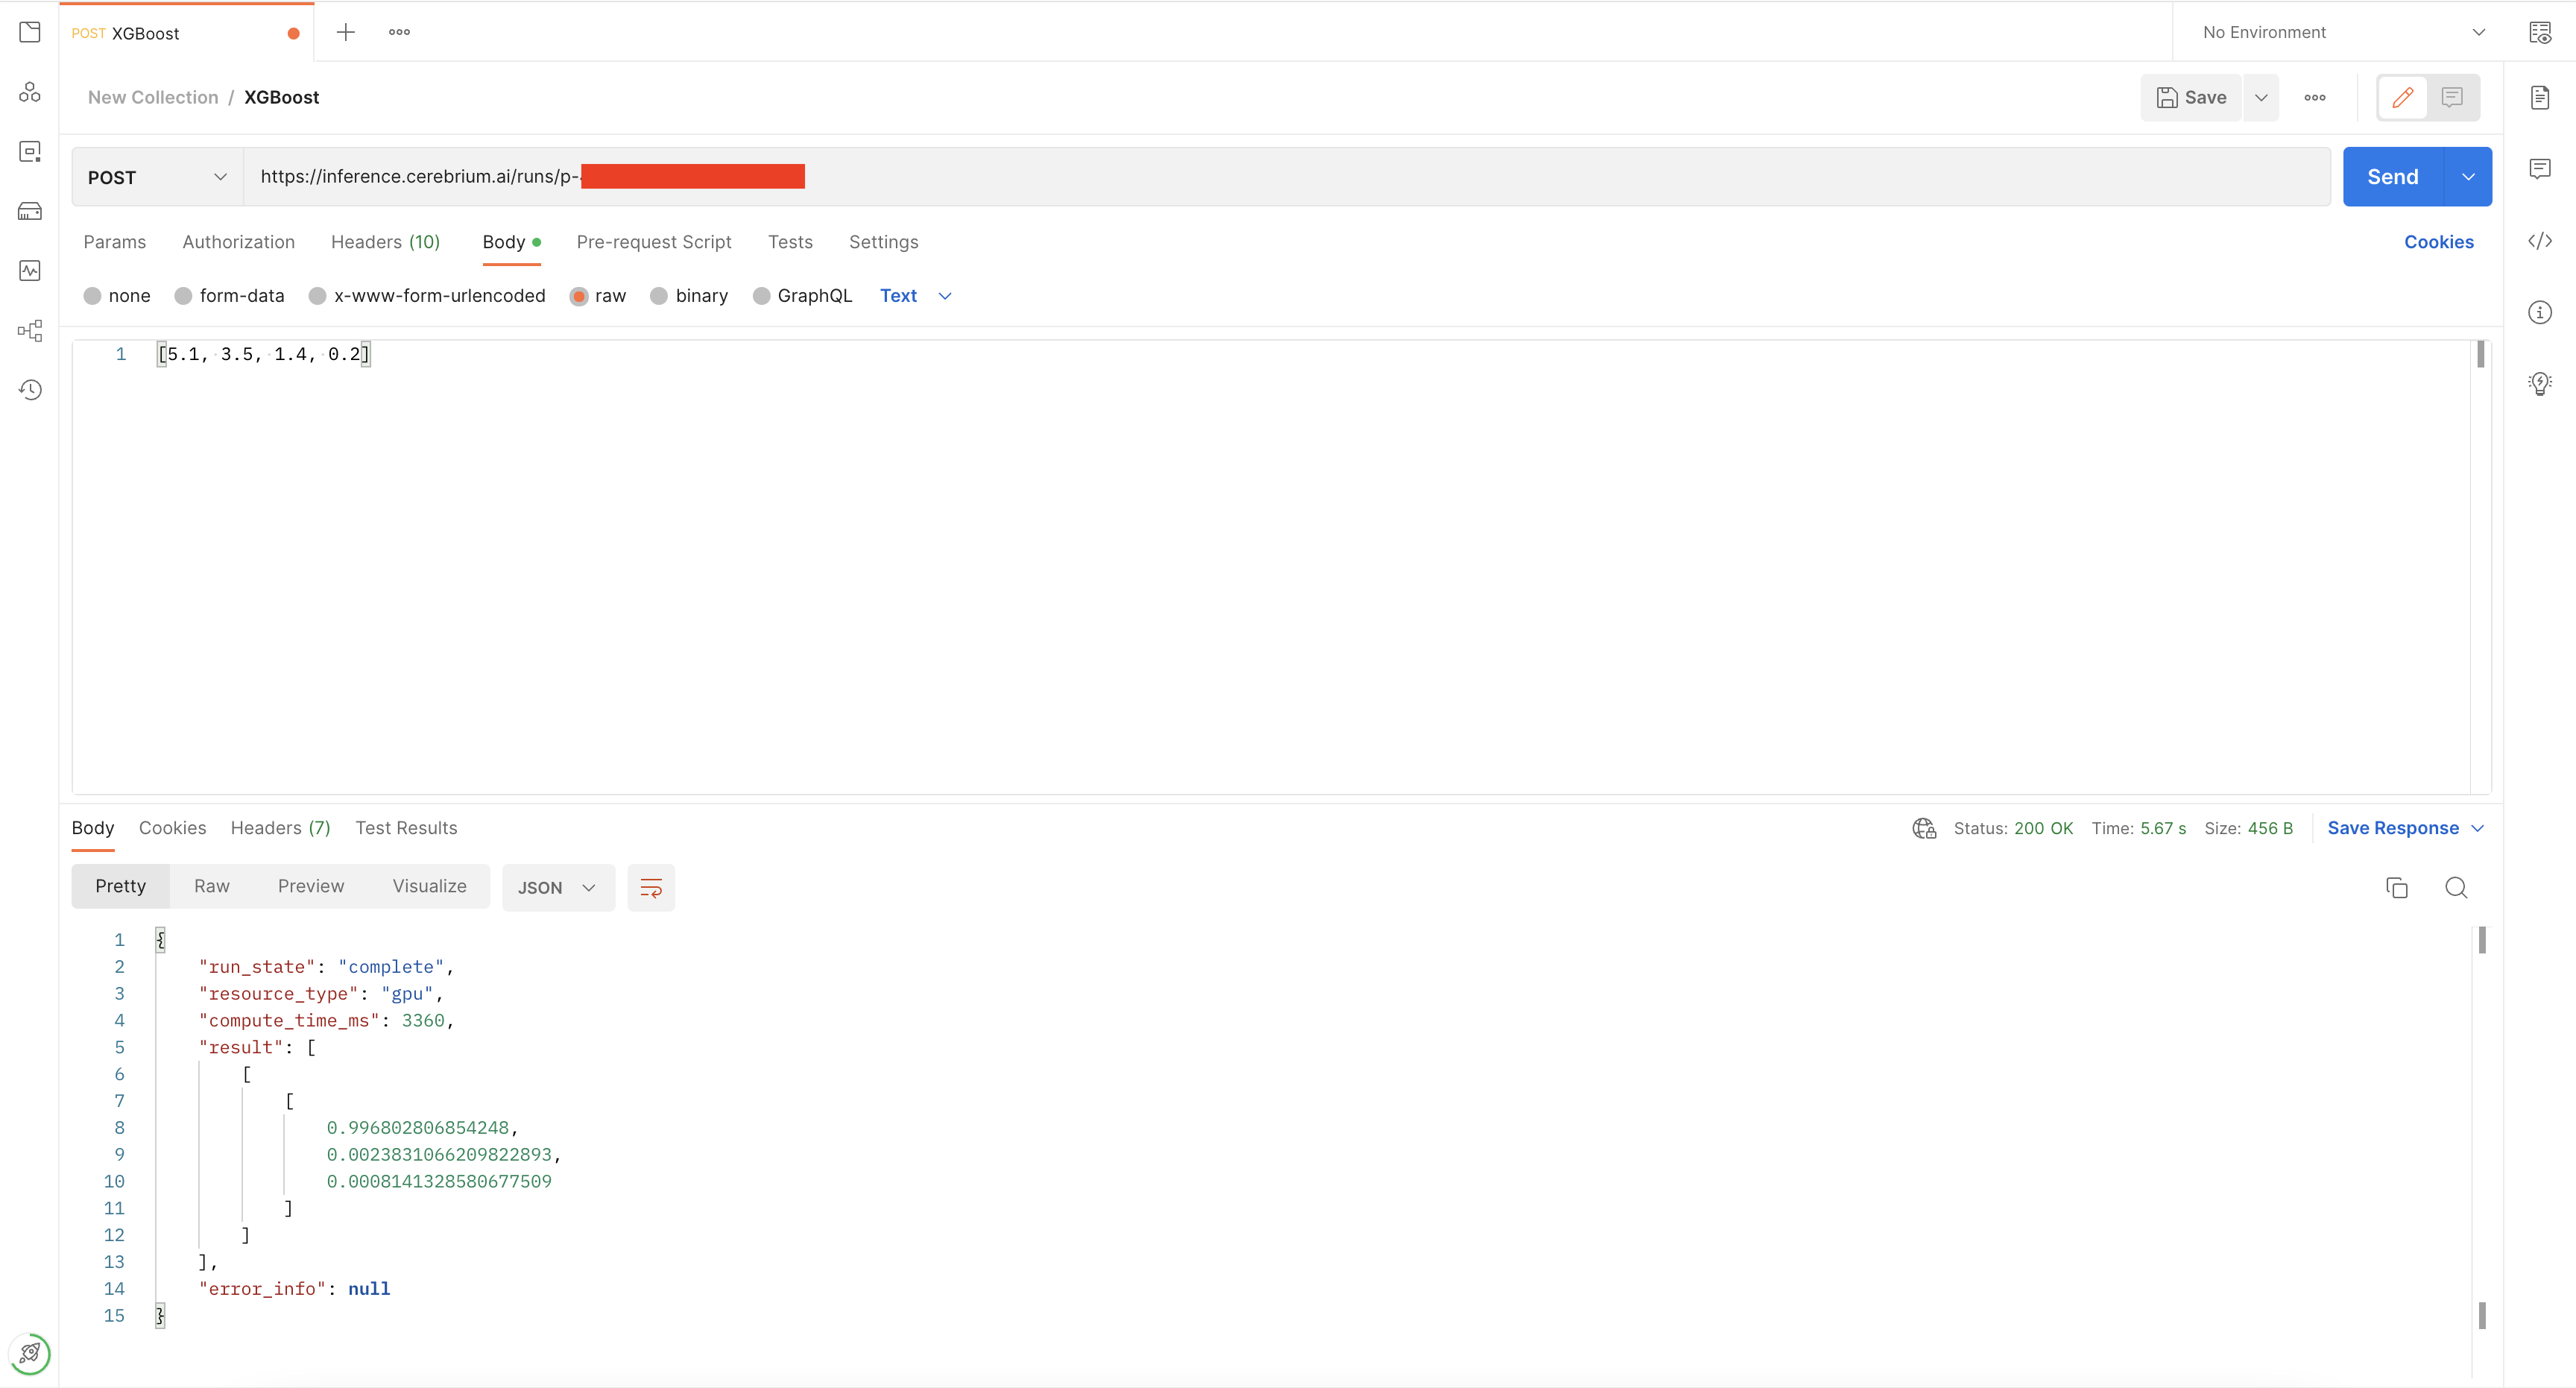 POST XGBoost
No Environment
New Collection / XGBoost
Save
POST
https://inference.cerebrium.ai/runs/p-
Send
Params Authorization Headers (10) Body Pre-request Script Tests Settings
Cookies
none form-data x-www-form-urlencoded raw binary GraphQL Text
1 [5.1, 3.5, 1.4, 0.2]
Body Cookies Headers (7) Test Results
Status: 200 OK Time: 5.67 s Size: 456 B Save Response
Pretty Raw Preview Visualize JSON
1 {
2 "run_state": "complete",
3 "resource_type": "gpu",
4 "compute_time_ms": 3360,
5 "result": [
6 [
7 [
8 0.996802806854248,
9 0.0023831066209822893,
10 0.0008141328580677509
11 ]
12 ]
13 ],
14 "error_info": null
15 }